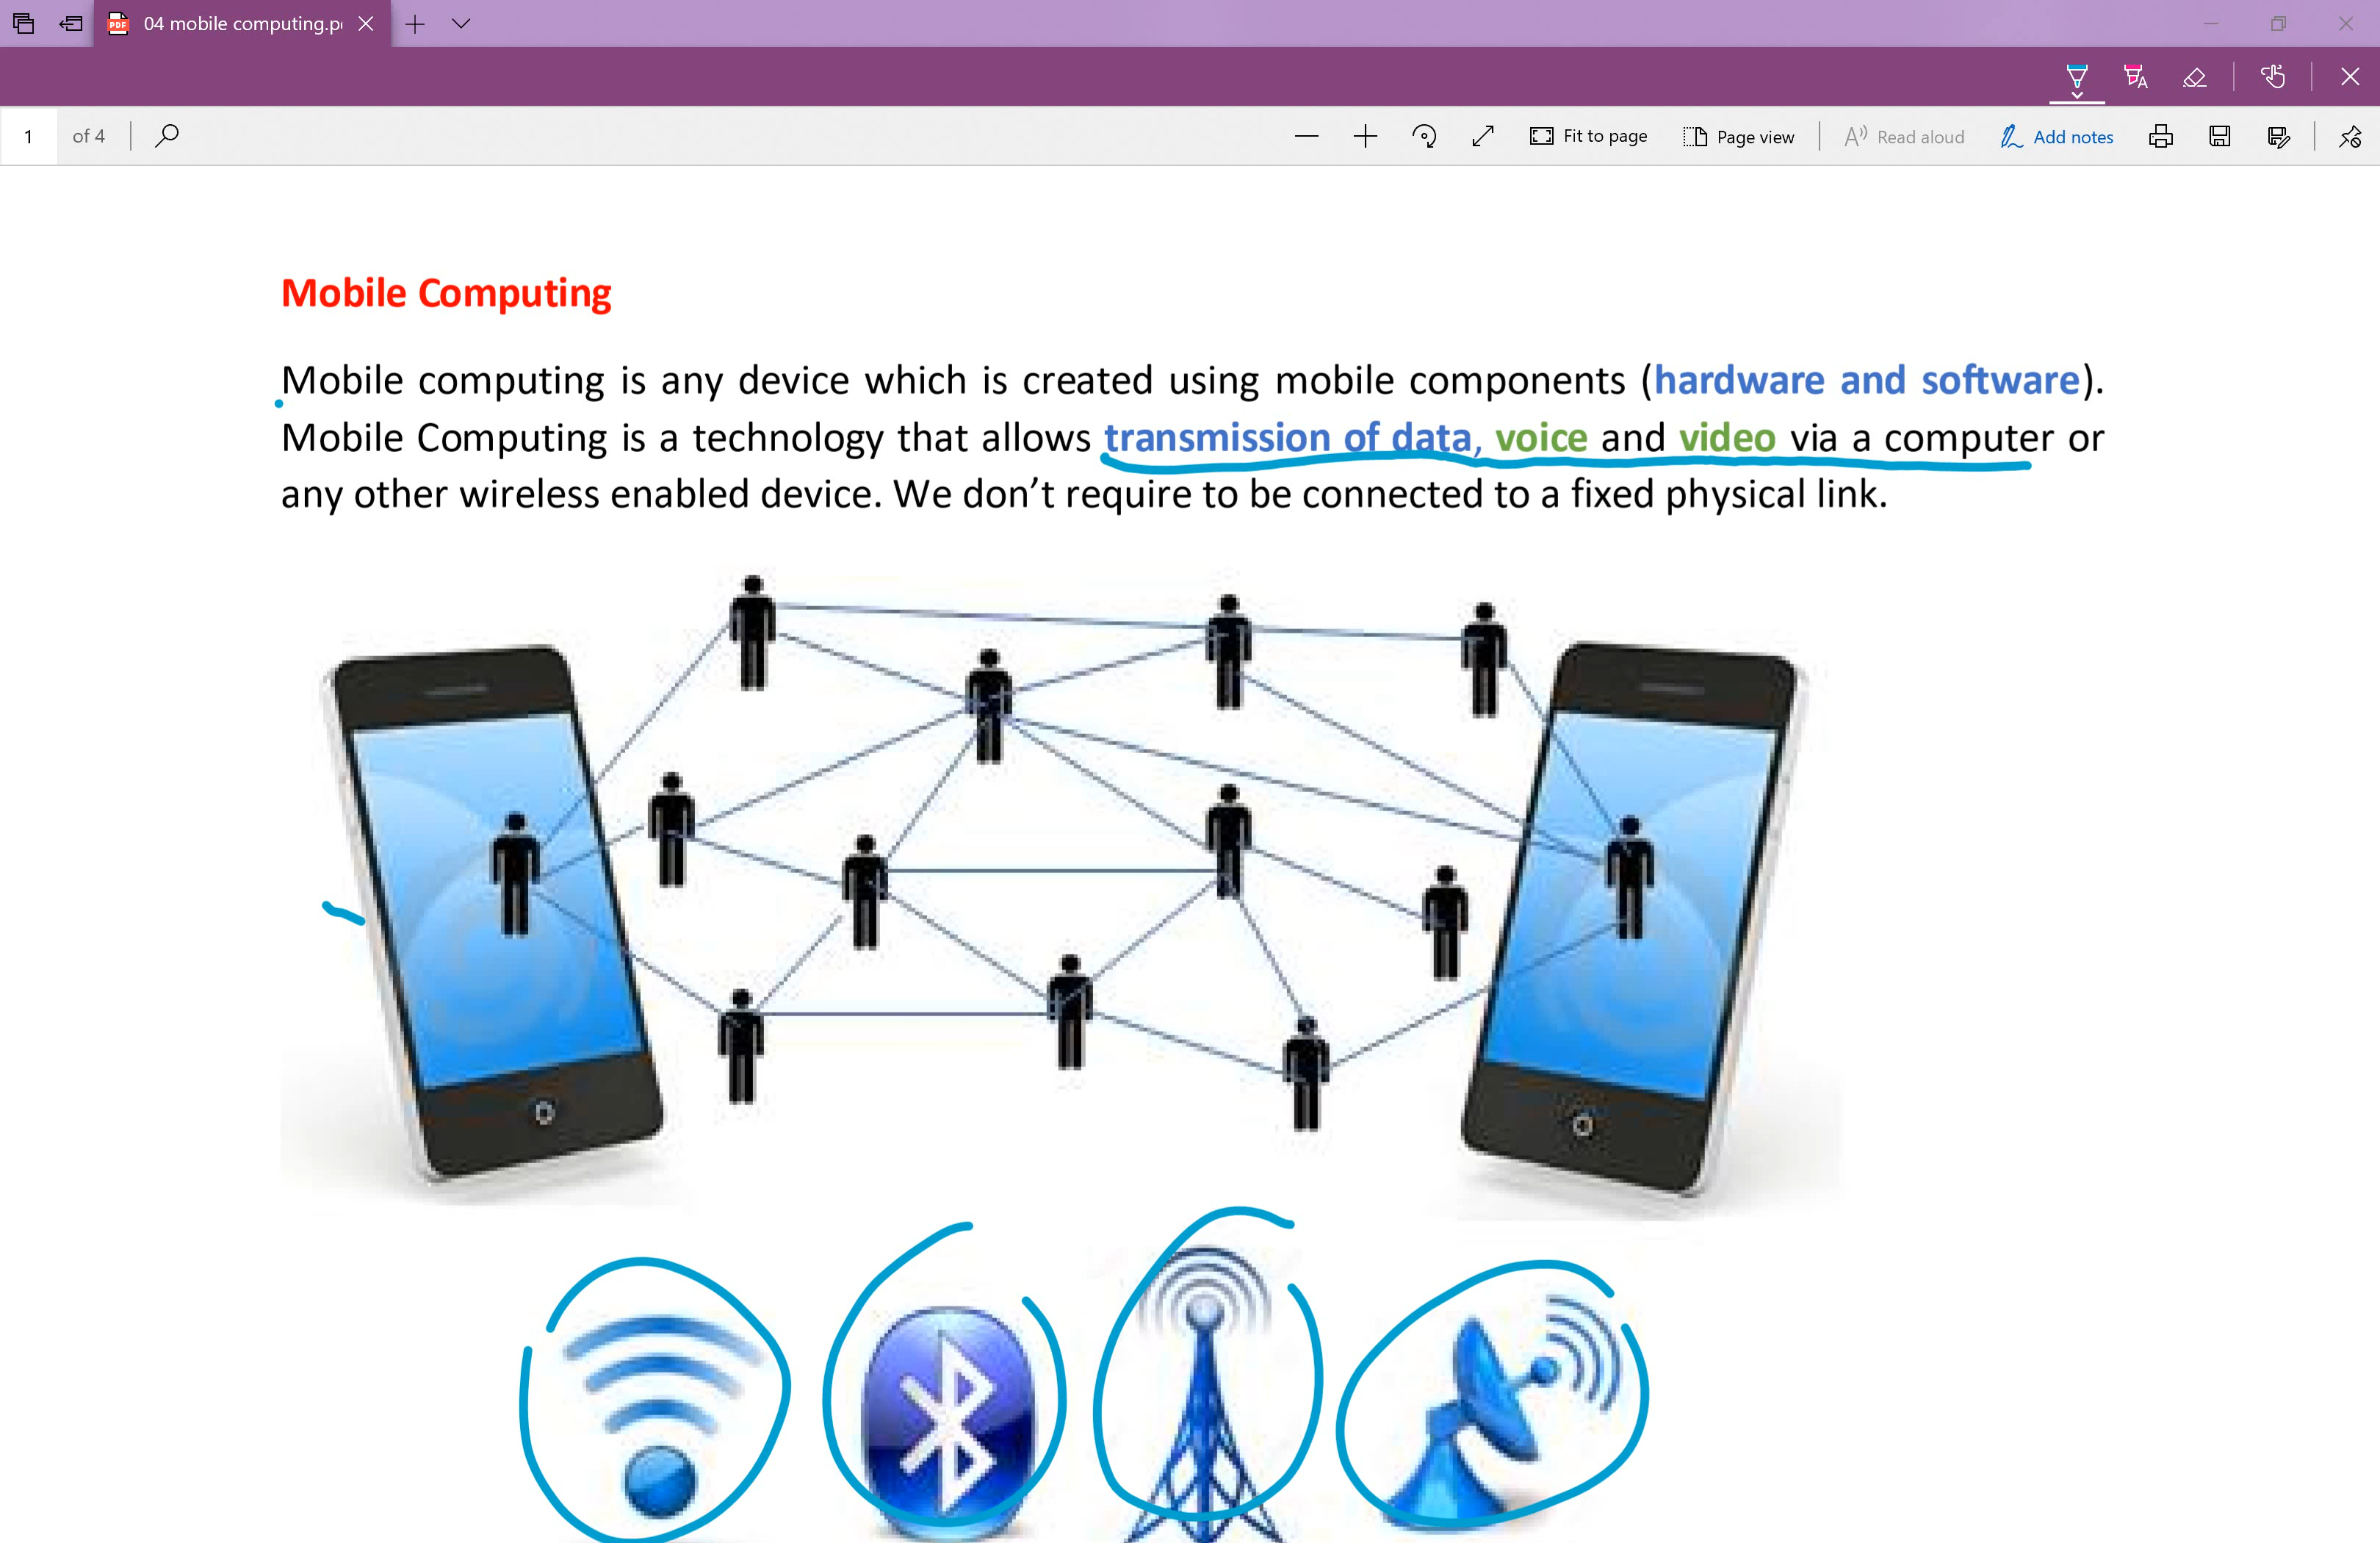 04 mobile computing.p
1 of 4
Fit to page
Page view
Read aloud
Add notes
Mobile Computing
Mobile computing is any device which is created using mobile components (hardware and software).
Mobile Computing is a technology that allows transmission of data, voice and video via a computer or
any other wireless enabled device. We don’t require to be connected to a fixed physical link.